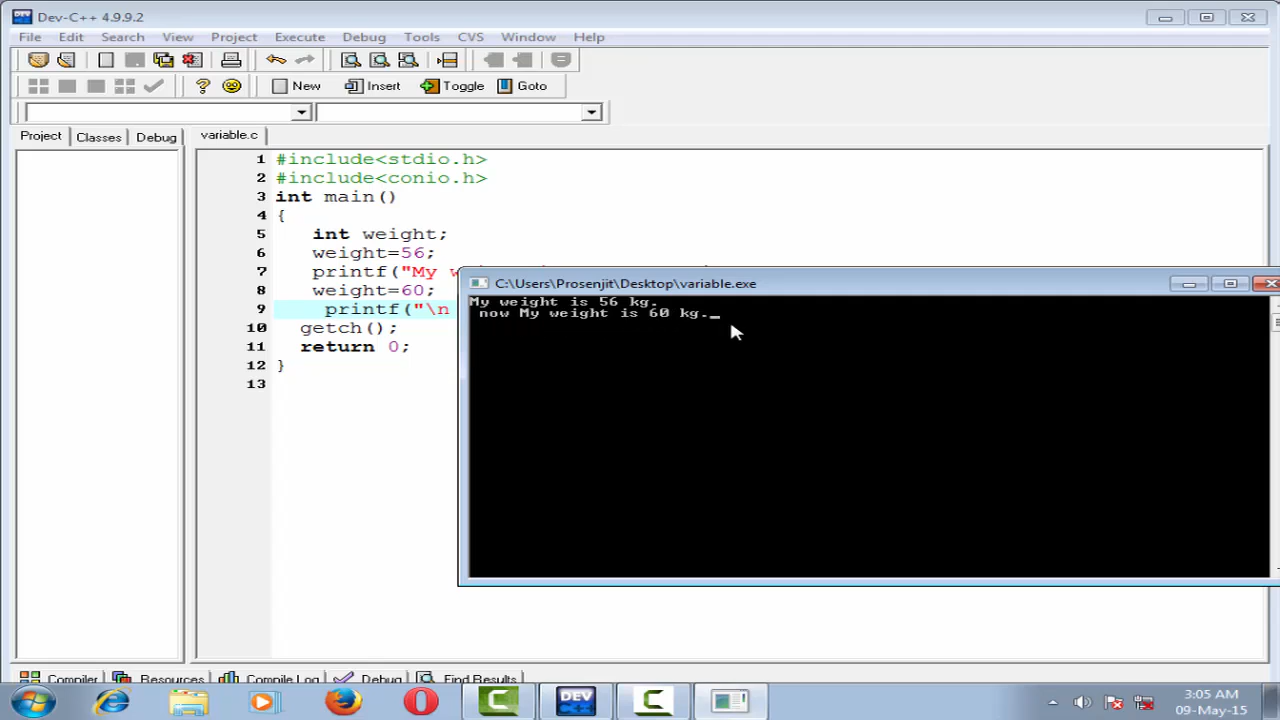 Dev-C++ 4.9.9.2
File Edit Search View Project Execute Debug Tools CVS Window Help
New Insert Toggle Goto
Project Classes Debug variable.c
1 #include<stdio.h>
2 #include<conio.h>
3 int main()
4 {
5 int weight;
6 weight=56;
7 printf("My
8 weight=60;
9 printf("\n
10 getch();
11 return 0;
12 }
13
C:\Users\Prosenjit\Desktop\variable.exe
My weight is 56 kg.
now My weight is 60 kg._
Compiler Resources Compile Log Debug Find Results
DEV
C++
3:05 AM
09-May-15